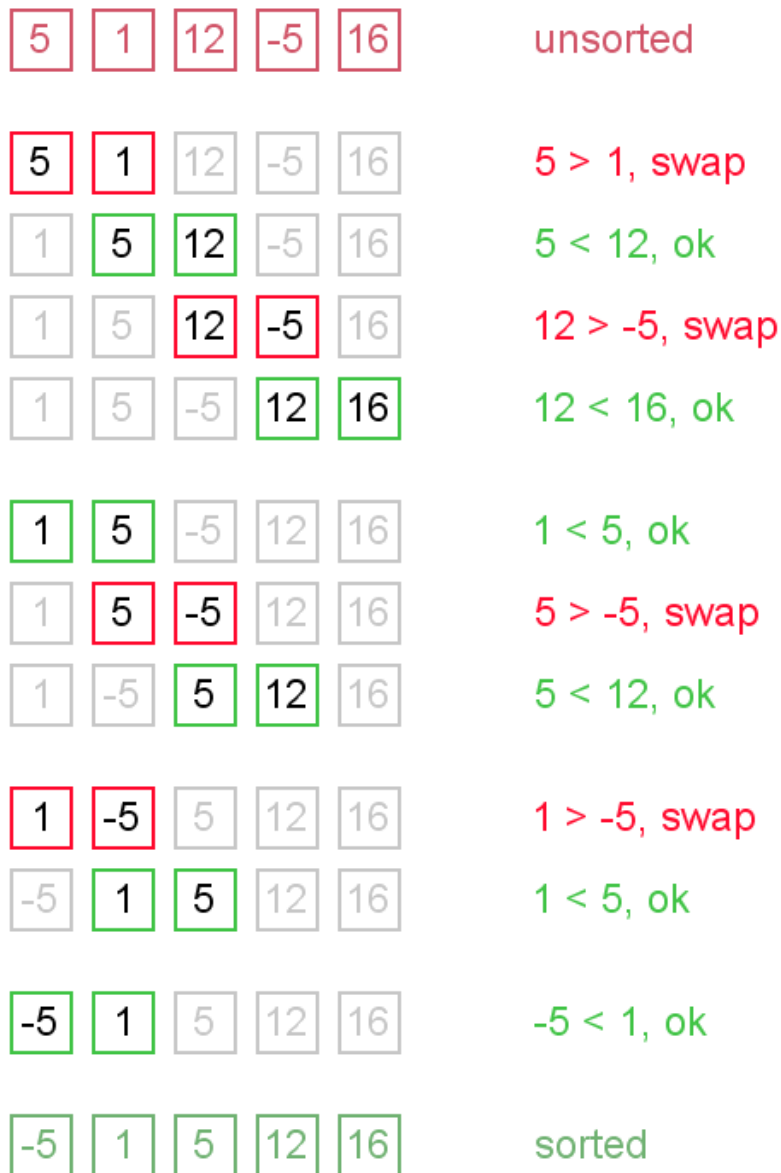 5 1 12 -5 16 unsorted
5 1 12 -5 16 5 > 1, swap
1 5 12 -5 16 5 < 12, ok
1 5 12 -5 16 12 > -5, swap
1 5 -5 12 16 12 < 16, ok
1 5 -5 12 16 1 < 5, ok
1 5 -5 12 16 5 > -5, swap
1 -5 5 12 16 5 < 12, ok
1 -5 5 12 16 1 > -5, swap
-5 1 5 12 16 1 < 5, ok
-5 1 5 12 16 -5 < 1, ok
-5 1 5 12 16 sorted